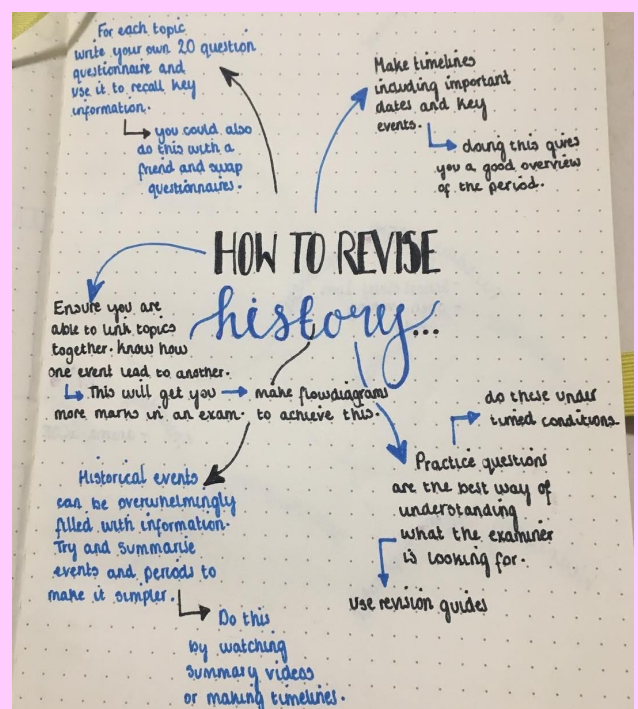 For each topic
write your own 20 question
questionnaire and
use it to recall key
information.
you could also
do this with a
friend and swap
questionnaires.
Make timelines
including important
dates and key
events.
doing this gives
you a good overview
of the period.
HOW TO REVISE
history...
Ensure you are
able to link topics
together. Know how
one event lead to another.
This will get you
more marks in an exam.
make flowdiagrams
to achieve this.
do these under
timed conditions.
Practice questions
are the best way of
understanding
what the examiner
is looking for.
Use revision guides
Historical events
can be overwhelmingly
filled with information.
Try and summarise
events and periods to
make it simpler.
Do this
by watching
summary videos
or making timelines.